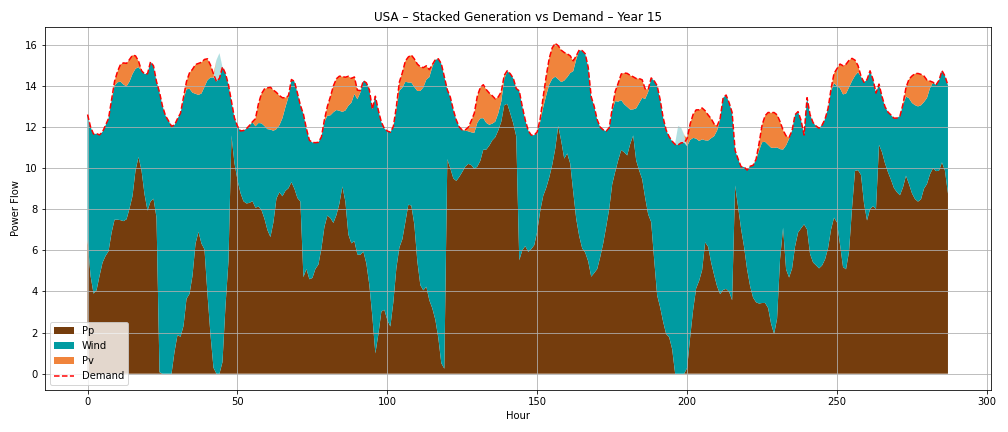 USA – Stacked Generation vs Demand – Year 15
Power Flow
16
14
12
10
8
6
4
2
0
Pp
Wind
Pv
Demand
0 50 100 150 200 250 300
Hour